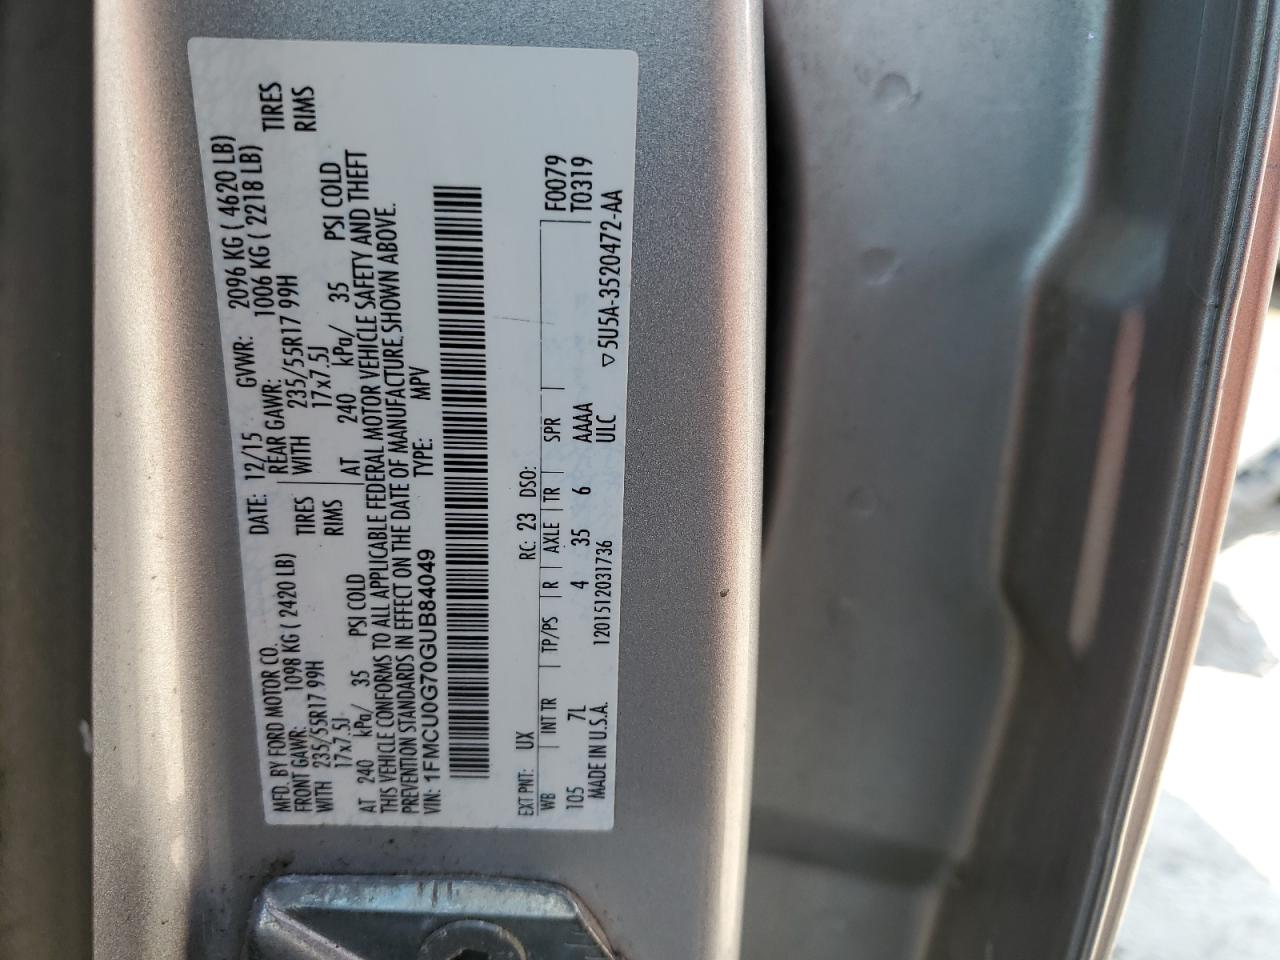 MFD. BY FORD MOTOR CO.
DATE: 12/15 GVWR: 2096 KG ( 4620 LB)
FRONT GAWR: 1098 KG ( 2420 LB)
REAR GAWR: 1006 KG ( 2218 LB)
WITH 235/55R17 99H TIRES
WITH 235/55R17 99H TIRES
17x7.5J RIMS
17x7.5J RIMS
AT 240 kPa/ 35 PSI COLD
AT 240 kPa/ 35 PSI COLD
THIS VEHICLE CONFORMS TO ALL APPLICABLE FEDERAL MOTOR VEHICLE SAFETY AND THEFT
PREVENTION STANDARDS IN EFFECT ON THE DATE OF MANUFACTURE SHOWN ABOVE.
VIN: 1FMCU0G70GUB84049 TYPE: MPV
EXT PNT: UX RC: 23 DSO: F0079
WB INT TR TP/PS R AXLE TR SPR T0319
105 7L 4 35 6 AAAA
MADE IN U.S.A. 1201512031736 ULC ▽5U5A-3520472-AA